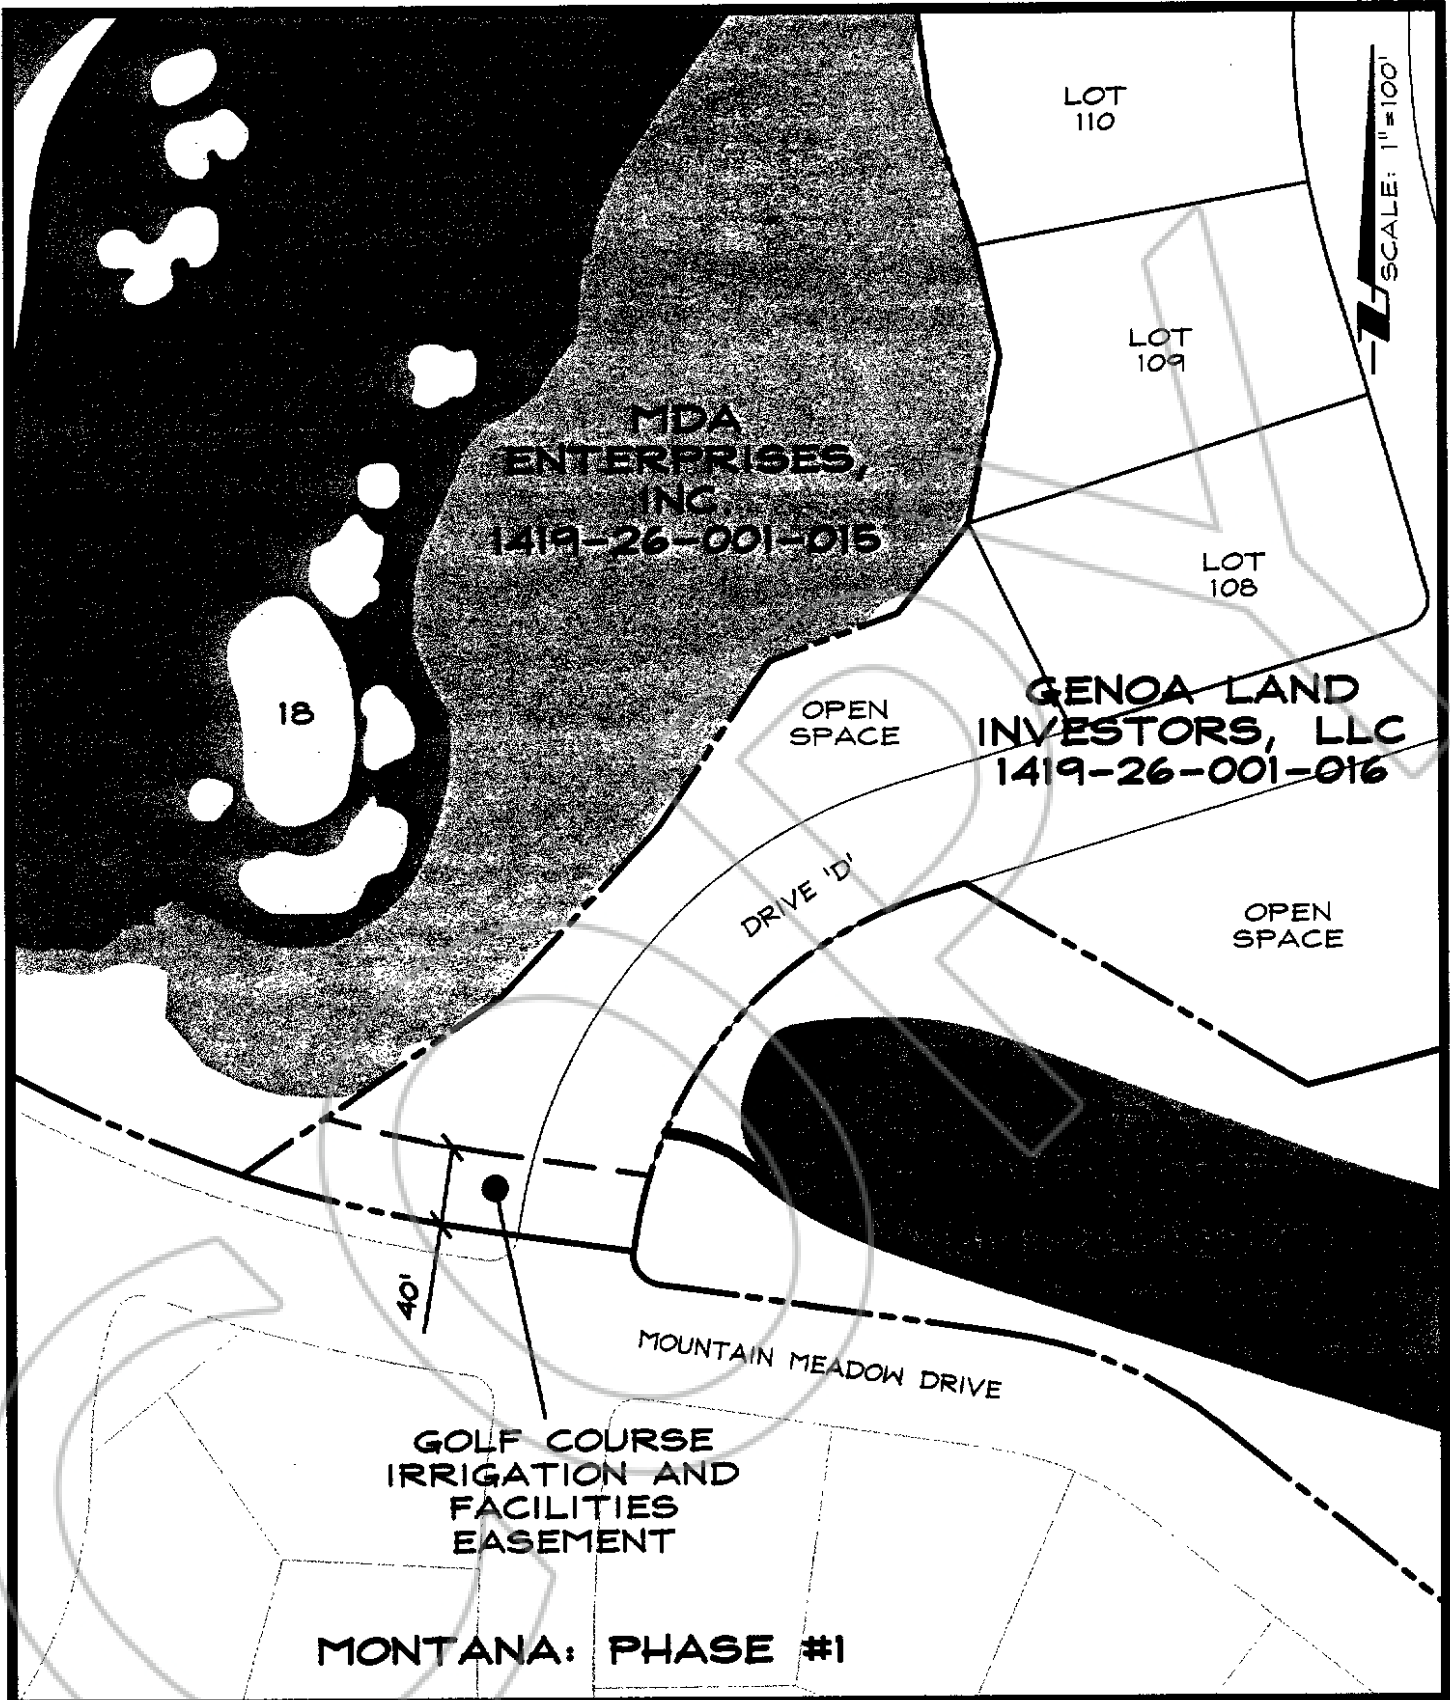 LOT
110
SCALE: 1"=100'
LOT
109
MDA
ENTERPRISES,
INC.
1419-26-001-015
LOT
108
GENOA LAND
INVESTORS, LLC
1419-26-001-016
OPEN
SPACE
18
DRIVE 'D'
OPEN
SPACE
40'
MOUNTAIN MEADOW DRIVE
GOLF COURSE
IRRIGATION AND
FACILITIES
EASEMENT
MONTANA: PHASE #1
COPY